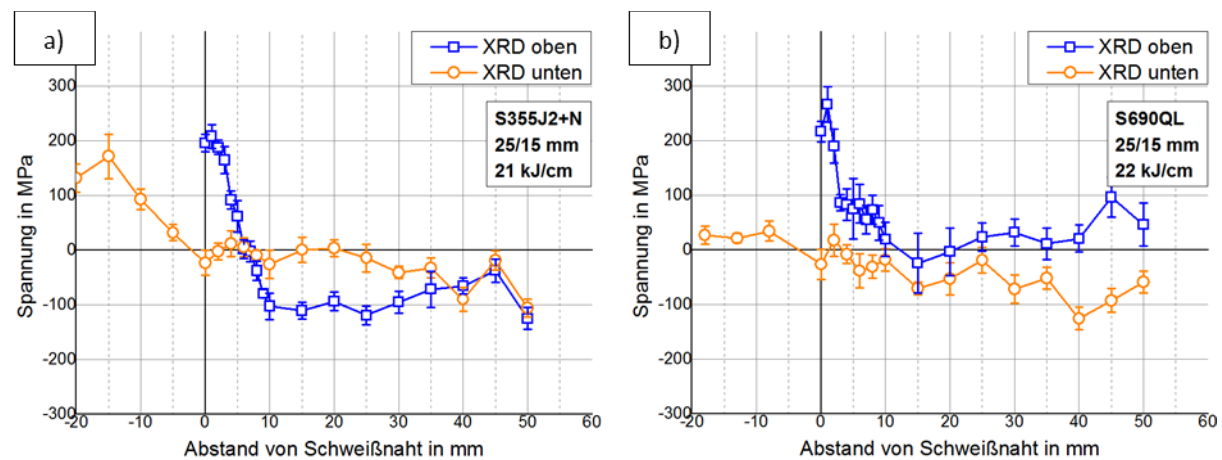 a)
XRD oben
XRD unten
S355J2+N
25/15 mm
21 kJ/cm
Spannung in MPa
300
200
100
0
-100
-200
-300
-20 -10 0 10 20 30 40 50 60
Abstand von Schweißnaht in mm
b)
XRD oben
XRD unten
S690QL
25/15 mm
22 kJ/cm
Spannung in MPa
300
200
100
0
-100
-200
-300
-20 -10 0 10 20 30 40 50 60
Abstand von Schweißnaht in mm